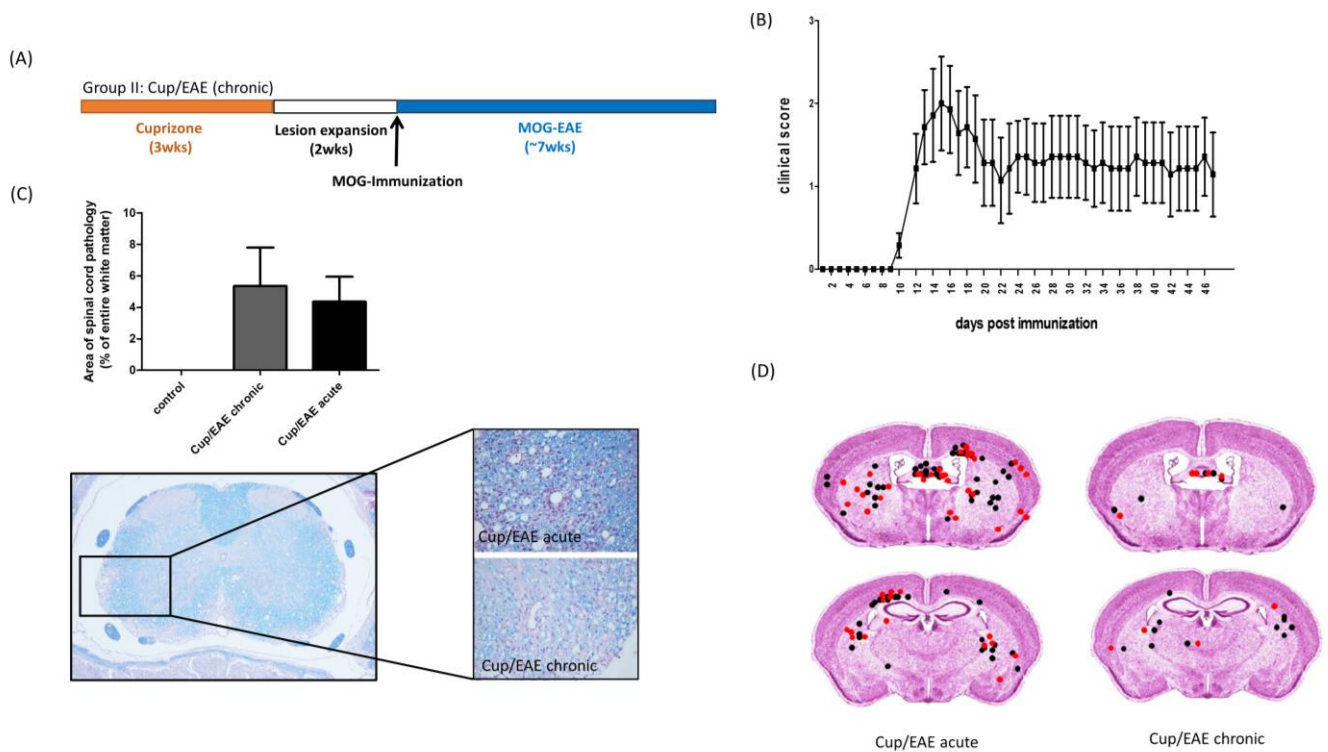 (A)
Group II: Cup/EAE (chronic)
Cuprizone
(3wks)
Lesion expansion
(2wks)
MOG-EAE
(~7wks)
MOG-Immunization
(B)
3
2
1
0
clinical score
2
4
6
8
10
12
14
16
18
20
22
24
26
28
30
32
34
36
38
40
42
44
46
days post immunization
(C)
Area of spinal cord pathology
(% of entire white matter)
10
8
6
4
2
0
control
Cup/EAE chronic
Cup/EAE acute
Cup/EAE acute
Cup/EAE chronic
(D)
Cup/EAE acute
Cup/EAE chronic